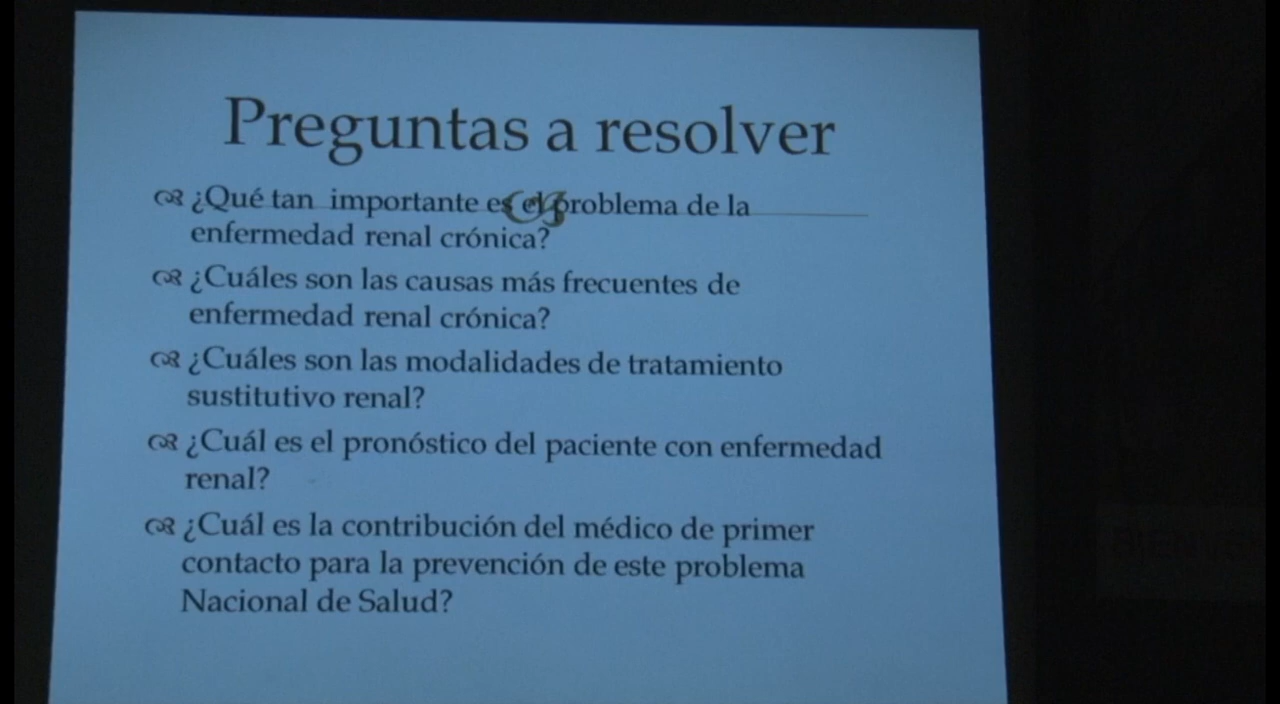 Preguntas a resolver
¿Qué tan importante es el problema de la
enfermedad renal crónica?
¿Cuáles son las causas más frecuentes de
enfermedad renal crónica?
¿Cuáles son las modalidades de tratamiento
sustitutivo renal?
¿Cuál es el pronóstico del paciente con enfermedad
renal?
¿Cuál es la contribución del médico de primer
contacto para la prevención de este problema
Nacional de Salud?